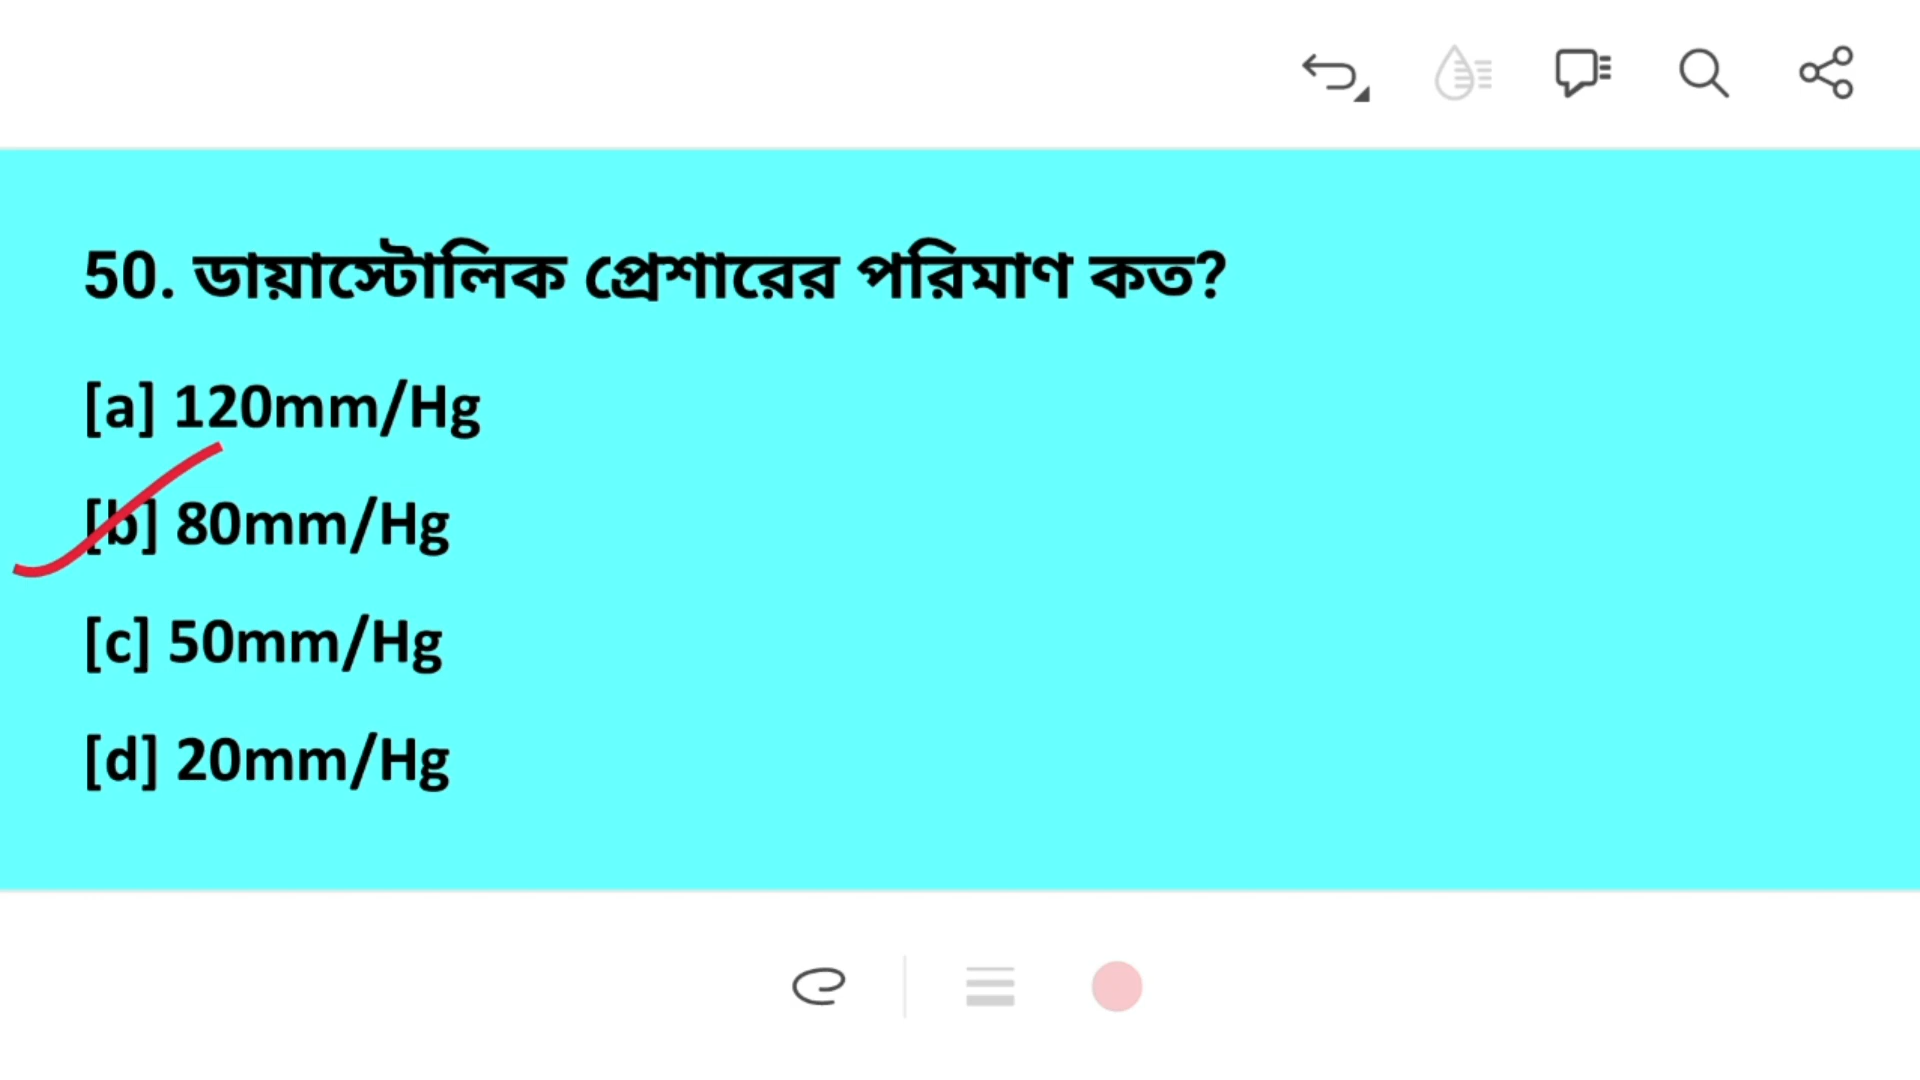 50. ডায়াস্টোলিক প্রেশারের পরিমাণ কত?
[a] 120mm/Hg
[b] 80mm/Hg
[c] 50mm/Hg
[d] 20mm/Hg